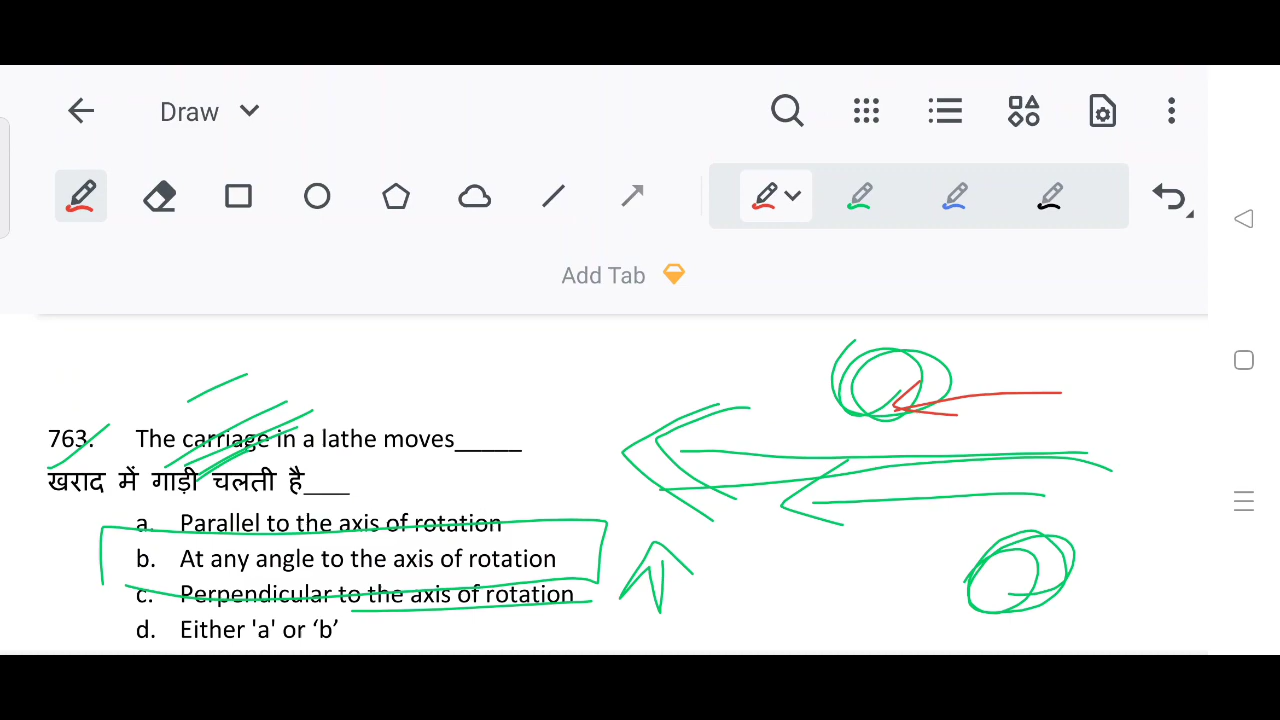 Draw
Add Tab
763. The carriage in a lathe moves_____
खराद में गाड़ी चलती है___
a. Parallel to the axis of rotation
b. At any angle to the axis of rotation
c. Perpendicular to the axis of rotation
d. Either 'a' or ‘b’